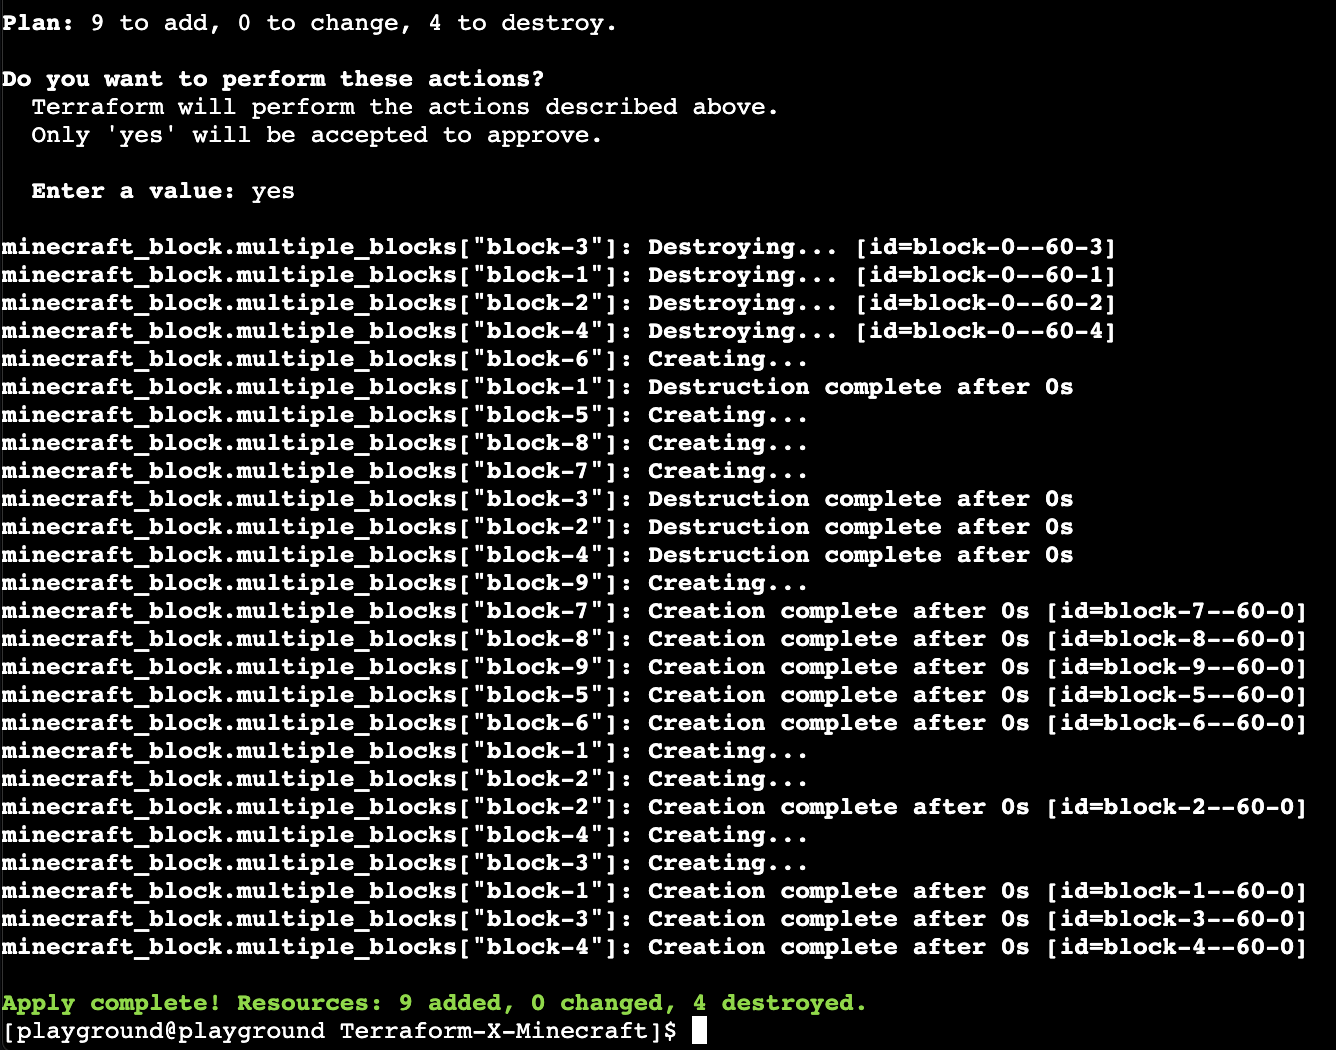 Plan: 9 to add, 0 to change, 4 to destroy.
Do you want to perform these actions?
Terraform will perform the actions described above.
Only 'yes' will be accepted to approve.
Enter a value: yes
minecraft_block.multiple_blocks["block-3"]: Destroying... [id=block-0--60-3]
minecraft_block.multiple_blocks["block-1"]: Destroying... [id=block-0--60-1]
minecraft_block.multiple_blocks["block-2"]: Destroying... [id=block-0--60-2]
minecraft_block.multiple_blocks["block-4"]: Destroying... [id=block-0--60-4]
minecraft_block.multiple_blocks["block-6"]: Creating...
minecraft_block.multiple_blocks["block-1"]: Destruction complete after 0s
minecraft_block.multiple_blocks["block-5"]: Creating...
minecraft_block.multiple_blocks["block-8"]: Creating...
minecraft_block.multiple_blocks["block-7"]: Creating...
minecraft_block.multiple_blocks["block-3"]: Destruction complete after 0s
minecraft_block.multiple_blocks["block-2"]: Destruction complete after 0s
minecraft_block.multiple_blocks["block-4"]: Destruction complete after 0s
minecraft_block.multiple_blocks["block-9"]: Creating...
minecraft_block.multiple_blocks["block-7"]: Creation complete after 0s [id=block-7--60-0]
minecraft_block.multiple_blocks["block-8"]: Creation complete after 0s [id=block-8--60-0]
minecraft_block.multiple_blocks["block-9"]: Creation complete after 0s [id=block-9--60-0]
minecraft_block.multiple_blocks["block-5"]: Creation complete after 0s [id=block-5--60-0]
minecraft_block.multiple_blocks["block-6"]: Creation complete after 0s [id=block-6--60-0]
minecraft_block.multiple_blocks["block-1"]: Creating...
minecraft_block.multiple_blocks["block-2"]: Creating...
minecraft_block.multiple_blocks["block-2"]: Creation complete after 0s [id=block-2--60-0]
minecraft_block.multiple_blocks["block-4"]: Creating...
minecraft_block.multiple_blocks["block-3"]: Creating...
minecraft_block.multiple_blocks["block-1"]: Creation complete after 0s [id=block-1--60-0]
minecraft_block.multiple_blocks["block-3"]: Creation complete after 0s [id=block-3--60-0]
minecraft_block.multiple_blocks["block-4"]: Creation complete after 0s [id=block-4--60-0]
Apply complete! Resources: 9 added, 0 changed, 4 destroyed.
[playground@playground Terraform-X-Minecraft]$